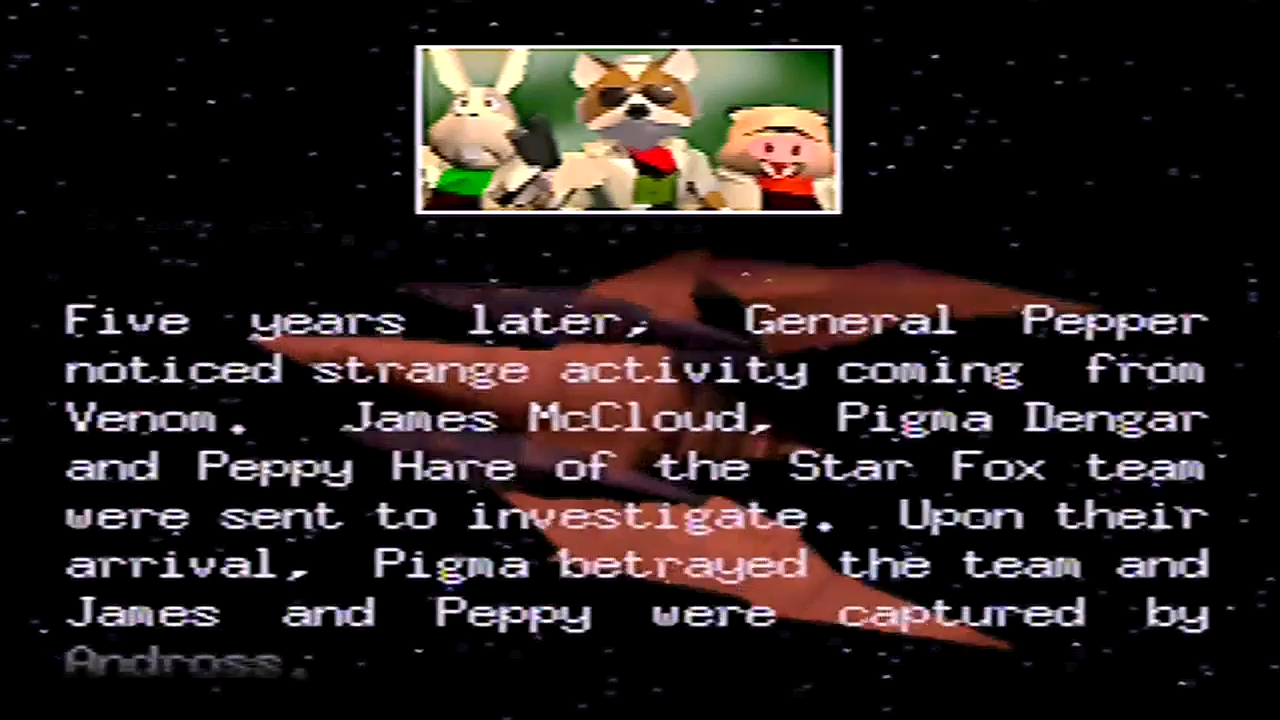 Five years later, General Pepper
noticed strange activity coming from
Venom. James McCloud, Pigma Dengar
and Peppy Hare of the Star Fox team
were sent to investigate. Upon their
arrival, Pigma betrayed the team and
James and Peppy were captured by
Andross.